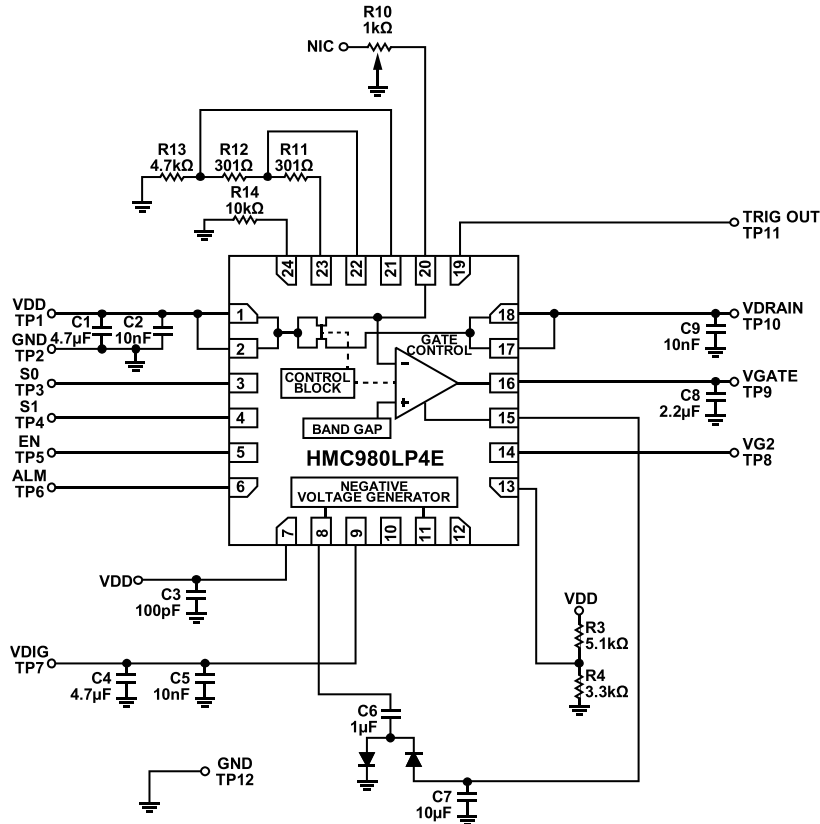 R10
1kΩ
NIC
R13
4.7kΩ
R12
301Ω
R11
301Ω
R14
10kΩ
TRIG OUT
TP11
24
23
22
21
20
19
VDD
TP1
C1
4.7µF
C2
10nF
GND
TP2
S0
TP3
S1
TP4
EN
TP5
ALM
TP6
1
2
3
4
5
6
18
17
16
15
14
13
GATE
CONTROL
CONTROL
BLOCK
BAND GAP
HMC980LP4E
NEGATIVE
VOLTAGE GENERATOR
VDRAIN
TP10
C9
10nF
VGATE
TP9
C8
2.2µF
VG2
TP8
7
8
9
10
11
12
VDD
C3
100pF
VDIG
TP7
C4
4.7µF
C5
10nF
VDD
R3
5.1kΩ
R4
3.3kΩ
C6
1µF
GND
TP12
C7
10µF